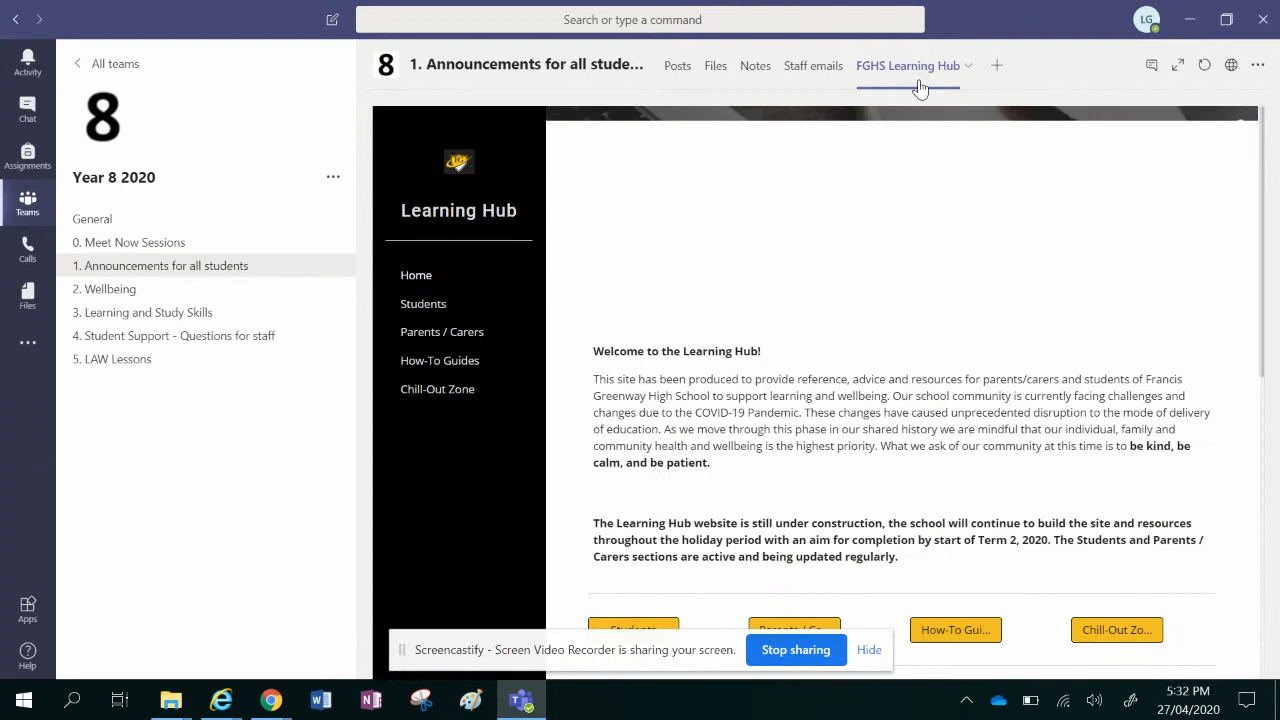 Search or type a command
LG
Activity
Chat
Assignments
Teams
Calls
Files
Apps
Help
All teams
8
Year 8 2020
General
0. Meet Now Sessions
1. Announcements for all students
2. Wellbeing
3. Learning and Study Skills
4. Student Support - Questions for staff
5. LAW Lessons
8 1. Announcements for all stude... Posts Files Notes Staff emails FGHS Learning Hub
Learning Hub
Home
Students
Parents / Carers
How-To Guides
Chill-Out Zone
Welcome to the Learning Hub!
This site has been produced to provide reference, advice and resources for parents/carers and students of Francis
Greenway High School to support learning and wellbeing. Our school community is currently facing challenges and
changes due to the COVID-19 Pandemic. These changes have caused unprecedented disruption to the mode of delivery
of education. As we move through this phase in our shared history we are mindful that our individual, family and
community health and wellbeing is the highest priority. What we ask of our community at this time is to be kind, be
calm, and be patient.
The Learning Hub website is still under construction, the school will continue to build the site and resources
throughout the holiday period with an aim for completion by start of Term 2, 2020. The Students and Parents /
Carers sections are active and being updated regularly.
Students Parents / Ca... How-To Gui... Chill-Out Zo...
Screencastify - Screen Video Recorder is sharing your screen. Stop sharing Hide
5:32 PM
27/04/2020